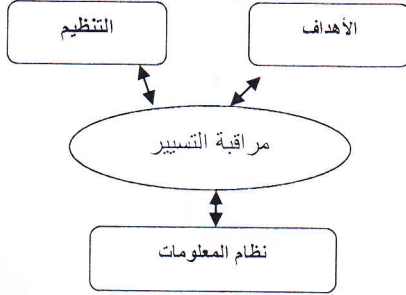 الأهداف
التنظيم
مراقبة التسيير
نظام المعلومات